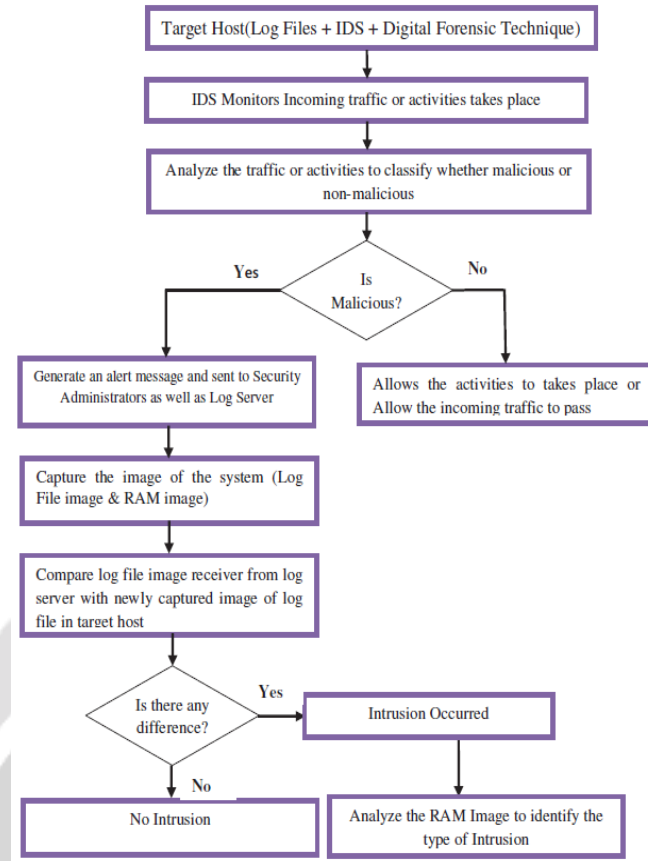 Target Host(Log Files + IDS + Digital Forensic Technique)
IDS Monitors Incoming traffic or activities takes place
Analyze the traffic or activities to classify whether malicious or
non-malicious
Yes
Is
Malicious?
No
Generate an alert message and sent to Security
Administrators as well as Log Server
Allows the activities to takes place or
Allow the incoming traffic to pass
Capture the image of the system (Log
File image & RAM image)
Compare log file image receiver from log
server with newly captured image of log
file in target host
Is there any
difference?
Yes
Intrusion Occurred
No
No Intrusion
Analyze the RAM Image to identify the
type of Intrusion